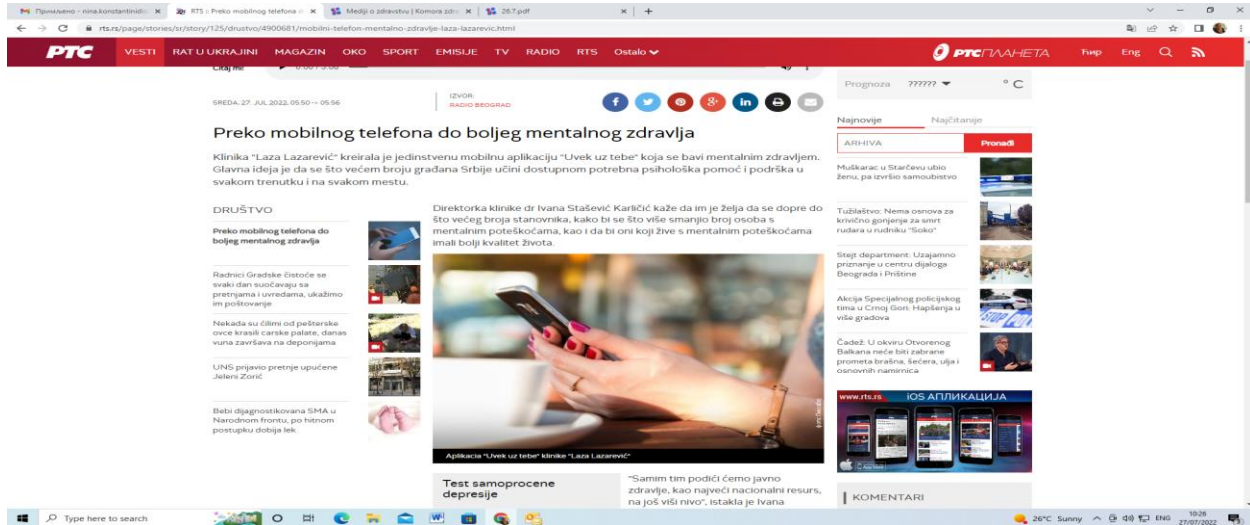 Примљено - nina.konstantinidis
RTS :: Preko mobilnog telefona d
Mediji o zdravstvu | Komora zdr
26.7.pdf
rts.rs/page/stories/sr/story/125/drustvo/4900681/mobilni-telefon-mentalno-zdravlje-laza-lazarevic.html
РТС
VESTI
RAT U UKRAJINI
MAGAZIN
OKO
SPORT
EMISIJE
TV
RADIO
RTS
Ostalo
РТСПЛАНЕТА
Ћир
Eng
Čitaj mi!
0:00 / 5:00
SREDA, 27. JUL 2022, 05:50 -> 05:56
IZVOR:
RADIO BEOGRAD
Preko mobilnog telefona do boljeg mentalnog zdravlja
Klinika "Laza Lazarević" kreirala je jedinstvenu mobilnu aplikaciju "Uvek uz tebe" koja se bavi mentalnim zdravljem.
Glavna ideja je da se što većem broju građana Srbije učini dostupnom potrebna psihološka pomoć i podrška u
svakom trenutku i na svakom mestu.
DRUŠTVO
Preko mobilnog telefona do
boljeg mentalnog zdravlja
Radnici Gradske čistoće se
svaki dan suočavaju sa
pretnjama i uvredama, ukažimo
im poštovanje
Nekada su ćilimi od pešterske
ovce krasili carske palate, danas
vuna završava na deponijama
UNS prijavio pretnje upućene
Jeleni Zorić
Bebi dijagnostikovana SMA u
Narodnom frontu, po hitnom
postupku dobija lek
Direktorka klinike dr Ivana Stašević Karličić kaže da im je želja da se dopre do
što većeg broja stanovnika, kako bi se što više smanjio broj osoba s
mentalnim poteškoćama, kao i da bi oni koji žive s mentalnim poteškoćama
imali bolji kvalitet života.
Aplikacia "Uvek uz tebe" klinike "Laza Lazarević"
Test samoprocene
depresije
"Samim tim podići ćemo javno
zdravlje, kao najveći nacionalni resurs,
na još viši nivo", istakla je Ivana
Prognoza
??????
° C
Najnovije
Najčitanije
ARHIVA
Pronađi
Muškarac u Starčevu ubio
ženu, pa izvršio samoubistvo
Tužilaštvo: Nema osnova za
krivično gonjenje za smrt
rudara u rudniku "Soko"
Stejt department: Uzajamno
priznanje u centru dijaloga
Beograda i Prištine
Akcija Specijalnog policijskog
tima u Crnoj Gori: Hapšenja u
više gradova
Čadež: U okviru Otvorenog
Balkana neće biti zabrane
prometa brašna, šećera, ulja i
osnovnih namirnica
www.rts.rs
iOS АПЛИКАЦИЈА
KOMENTARI
Type here to search
26°C Sunny
ENG
10:26
27/07/2022